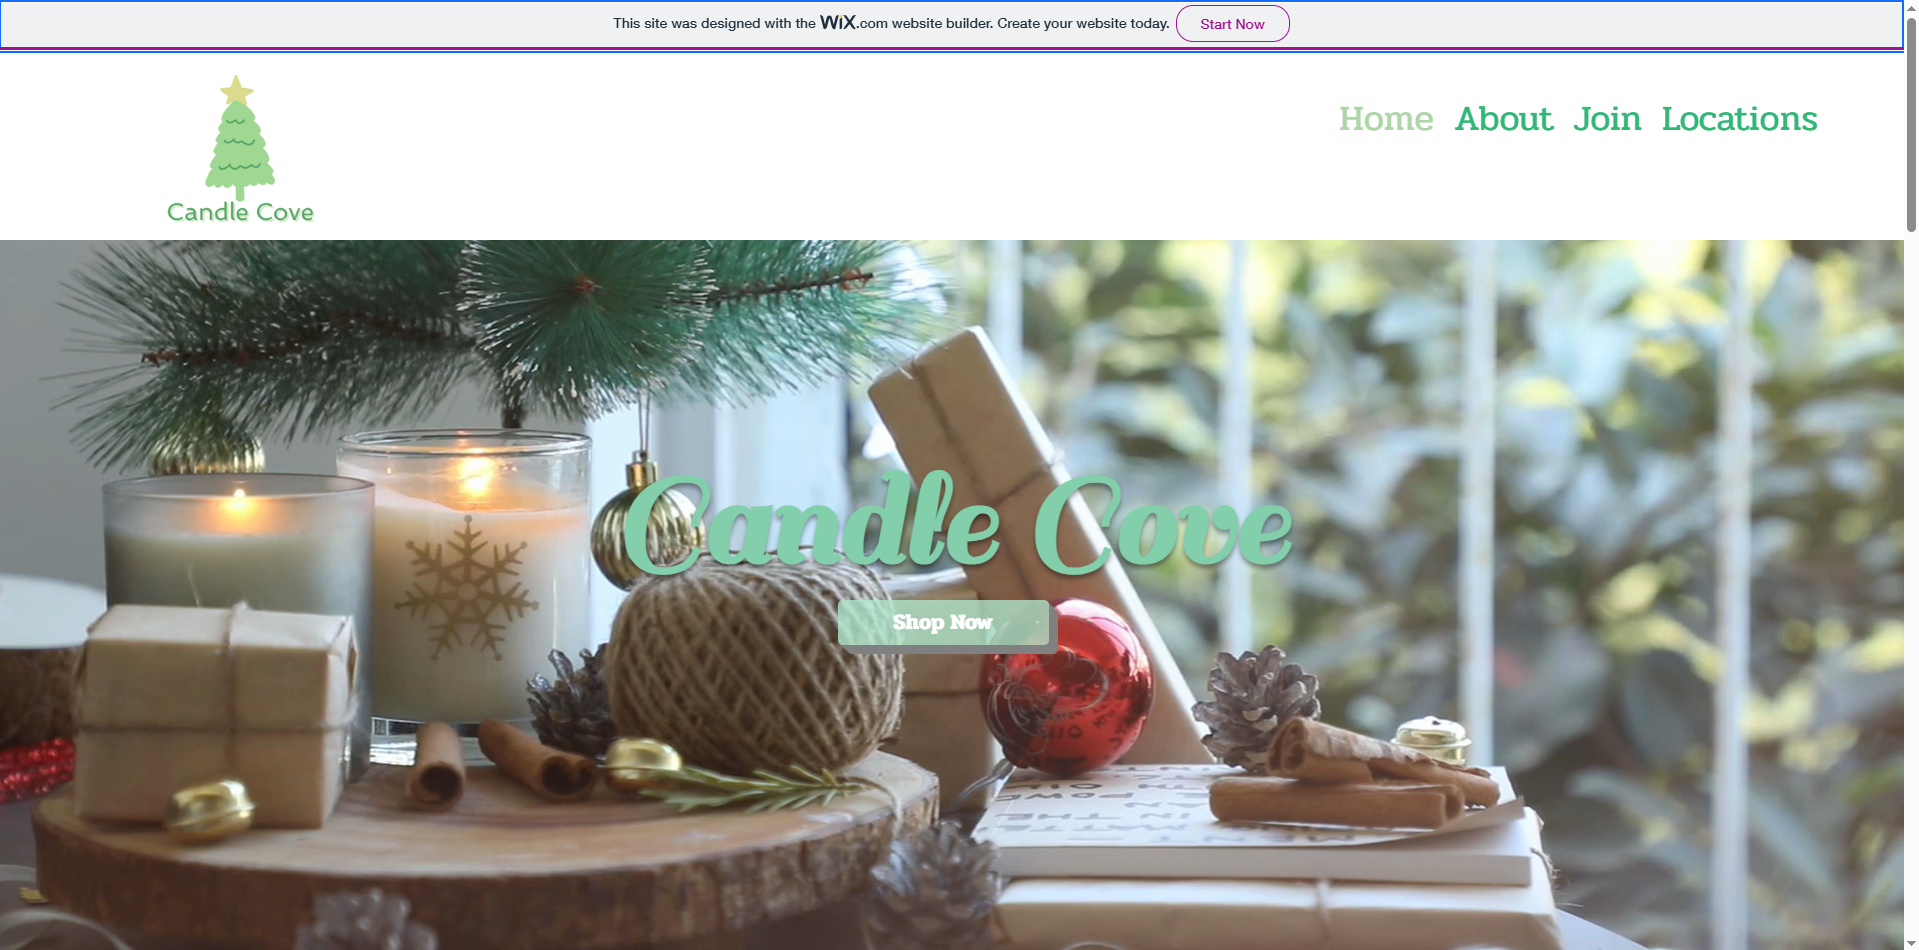 This site was designed with the WiX.com website builder. Create your website today. Start Now
Candle Cove
Home About Join Locations
Candle Cove
Shop Now